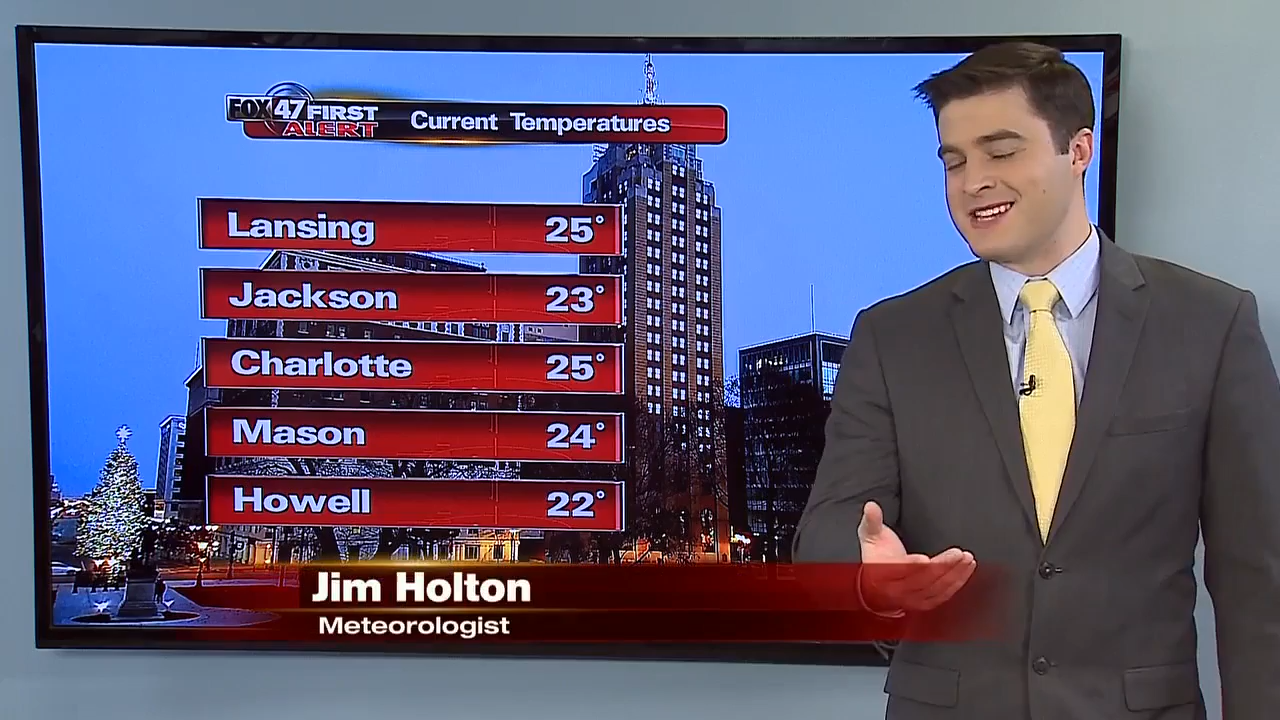 FOX 47 FIRST
ALERT
Current Temperatures
Lansing 25°
Jackson 23°
Charlotte 25°
Mason 24°
Howell 22°
Jim Holton
Meteorologist